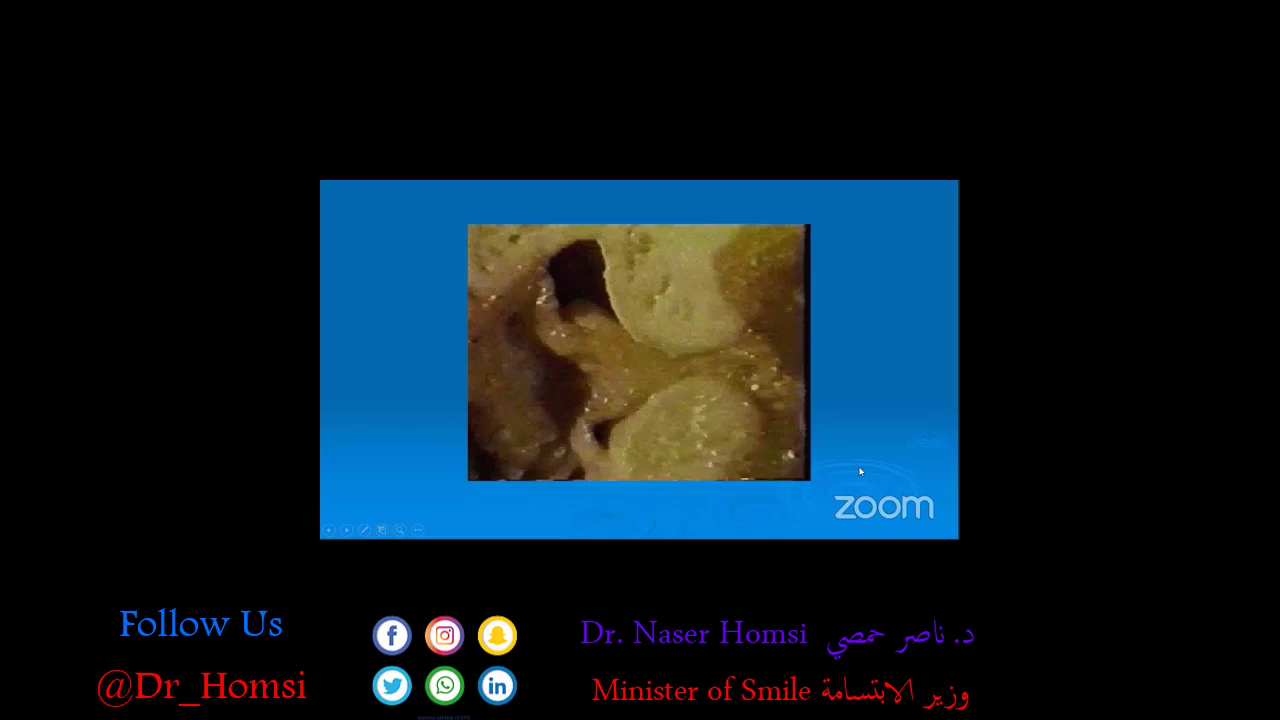 zoom
Follow Us
Dr. Naser Homsi د. ناصر حمصي
@Dr_Homsi
Minister of Smile وزير الابتسامة